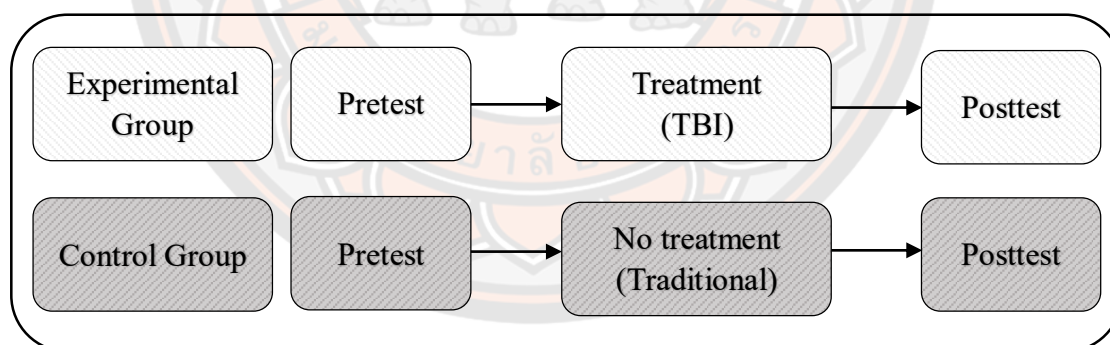 Experimental
Group
Pretest
Treatment
(TBI)
Posttest
Control Group
Pretest
No treatment
(Traditional)
Posttest